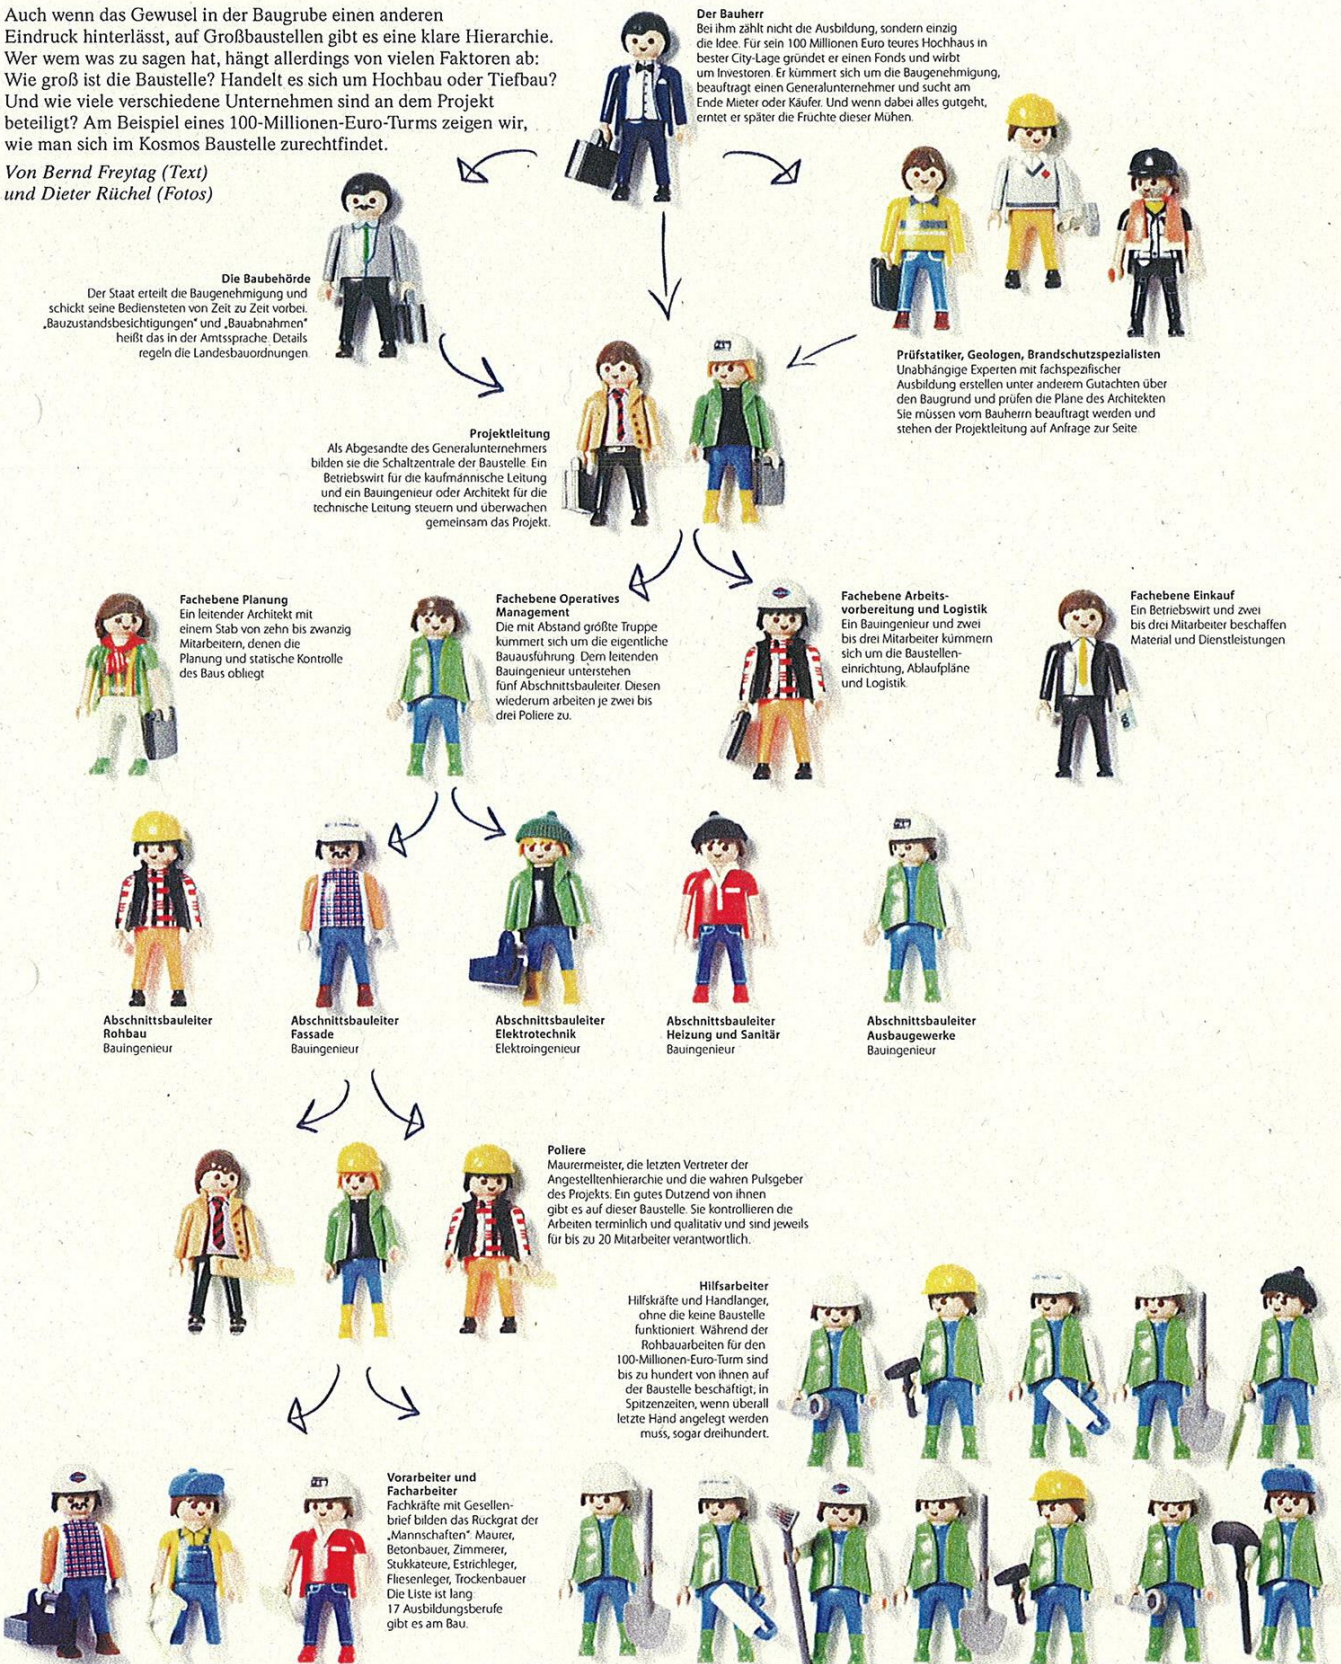 Auch wenn das Gewusel in der Baugrube einen anderen
Eindruck hinterlässt, auf Großbaustellen gibt es eine klare Hierarchie.
Wer wem was zu sagen hat, hängt allerdings von vielen Faktoren ab:
Wie groß ist die Baustelle? Handelt es sich um Hochbau oder Tiefbau?
Und wie viele verschiedene Unternehmen sind an dem Projekt
beteiligt? Am Beispiel eines 100-Millionen-Euro-Turms zeigen wir,
wie man sich im Kosmos Baustelle zurechtfindet.
Von Bernd Freytag (Text)
und Dieter Rüchel (Fotos)
Der Bauherr
Bei ihm zählt nicht die Ausbildung, sondern einzig
die Idee. Für sein 100 Millionen Euro teures Hochhaus in
bester City-Lage gründet er einen Fonds und wirbt
um Investoren. Er kümmert sich um die Baugenehmigung,
beauftragt einen Generalunternehmer und sucht am
Ende Mieter oder Käufer. Und wenn dabei alles gutgeht,
erntet er später die Früchte dieser Mühen.
Die Baubehörde
Der Staat erteilt die Baugenehmigung und
schickt seine Bediensteten von Zeit zu Zeit vorbei.
„Bauzustandsbesichtigungen“ und „Bauabnahmen“
heißt das in der Amtssprache. Details
regeln die Landesbauordnungen.
Prüfstatiker, Geologen, Brandschutzspezialisten
Unabhängige Experten mit fachspezifischer
Ausbildung erstellen unter anderem Gutachten über
den Baugrund und prüfen die Pläne des Architekten
Sie müssen vom Bauherrn beauftragt werden und
stehen der Projektleitung auf Anfrage zur Seite.
Projektleitung
Als Abgesandte des Generalunternehmers
bilden sie die Schaltzentrale der Baustelle. Ein
Betriebswirt für die kaufmännische Leitung
und ein Bauingenieur oder Architekt für die
technische Leitung steuern und überwachen
gemeinsam das Projekt.
Fachebene Planung
Ein leitender Architekt mit
einem Stab von zehn bis zwanzig
Mitarbeitern, denen die
Planung und statische Kontrolle
des Baus obliegt
Fachebene Operatives
Management
Die mit Abstand größte Truppe
kümmert sich um die eigentliche
Bauausführung. Dem leitenden
Bauingenieur unterstehen
fünf Abschnittsbauleiter. Diesen
wiederum arbeiten je zwei bis
drei Poliere zu.
Fachebene Arbeits-
vorbereitung und Logistik
Ein Bauingenieur und zwei
bis drei Mitarbeiter kümmern
sich um die Baustellen-
einrichtung, Ablaufpläne
und Logistik.
Fachebene Einkauf
Ein Betriebswirt und zwei
bis drei Mitarbeiter beschaffen
Material und Dienstleistungen
Abschnittsbauleiter
Rohbau
Bauingenieur
Abschnittsbauleiter
Fassade
Bauingenieur
Abschnittsbauleiter
Elektrotechnik
Elektroingenieur
Abschnittsbauleiter
Heizung und Sanitär
Bauingenieur
Abschnittsbauleiter
Ausbaugewerke
Bauingenieur
Poliere
Maurermeister, die letzten Vertreter der
Angestelltenhierarchie und die wahren Pulsgeber
des Projekts. Ein gutes Dutzend von ihnen
gibt es auf dieser Baustelle. Sie kontrollieren die
Arbeiten terminlich und qualitativ und sind jeweils
für bis zu 20 Mitarbeiter verantwortlich.
Hilfsarbeiter
Hilfskräfte und Handlanger,
ohne die keine Baustelle
funktioniert. Während der
Rohbauarbeiten für den
100-Millionen-Euro-Turm sind
bis zu hundert von ihnen auf
der Baustelle beschäftigt, in
Spitzenzeiten, wenn überall
letzte Hand angelegt werden
muss, sogar dreihundert.
Vorarbeiter und
Facharbeiter
Fachkräfte mit Gesellen-
brief bilden das Rückgrat der
„Mannschaften“. Maurer,
Betonbauer, Zimmerer,
Stukkateure, Estrichleger,
Fliesenleger, Trockenbauer
Die Liste ist lang
17 Ausbildungsberufe
gibt es am Bau.